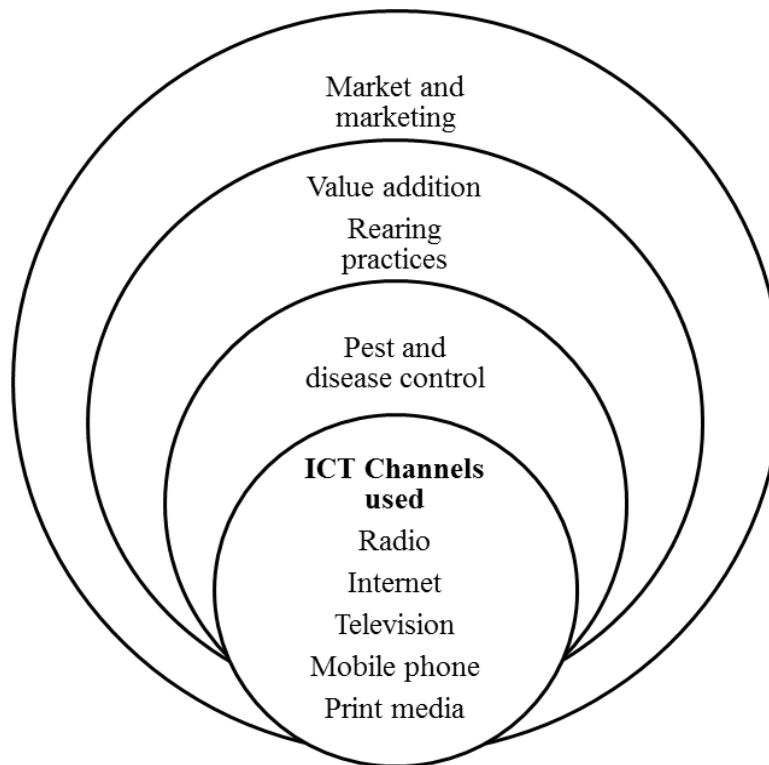 Market and
marketing
Value addition
Rearing
practices
Pest and
disease control
ICT Channels
used
Radio
Internet
Television
Mobile phone
Print media